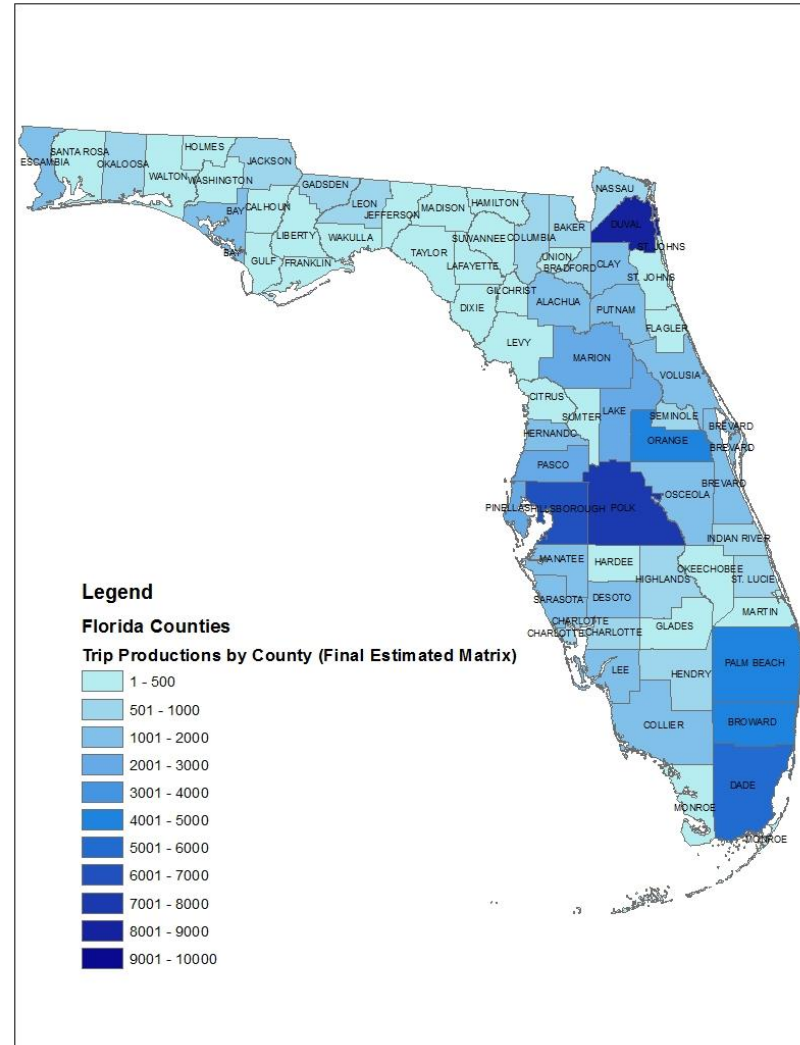 HOLMES
SANTA ROSA
ESCAMBIA
OKALOOSA
JACKSON
WALTON
WASHINGTON
GADSDEN
BAY
CALHOUN
LEON
JEFFERSON
MADISON
HAMILTON
NASSAU
BAKER
DUVAL
LIBERTY
WAKULLA
SUWANNEE
COLUMBIA
ST. JOHNS
BAY
TAYLOR
UNION
CLAY
GULF
FRANKLIN
LAFAYETTE
BRADFORD
ST. JOHNS
GILCHRIST
DIXIE
ALACHUA
PUTNAM
FLAGLER
LEVY
MARION
VOLUSIA
CITRUS
SUMTER
LAKE
SEMINOLE
HERNANDO
BREVARD
ORANGE
BREVARD
PASCO
BREVARD
OSCEOLA
PINELLAS
HILLSBOROUGH
POLK
INDIAN RIVER
MANATEE
HARDEE
OKEECHOBEE
HIGHLANDS
ST. LUCIE
SARASOTA
DESOTO
MARTIN
CHARLOTTE
CHARLOTTE
CHARLOTTE
GLADES
PALM BEACH
LEE
HENDRY
BROWARD
COLLIER
DADE
MONROE
MONROE
Legend
Florida Counties
Trip Productions by County (Final Estimated Matrix)
1 - 500
501 - 1000
1001 - 2000
2001 - 3000
3001 - 4000
4001 - 5000
5001 - 6000
6001 - 7000
7001 - 8000
8001 - 9000
9001 - 10000